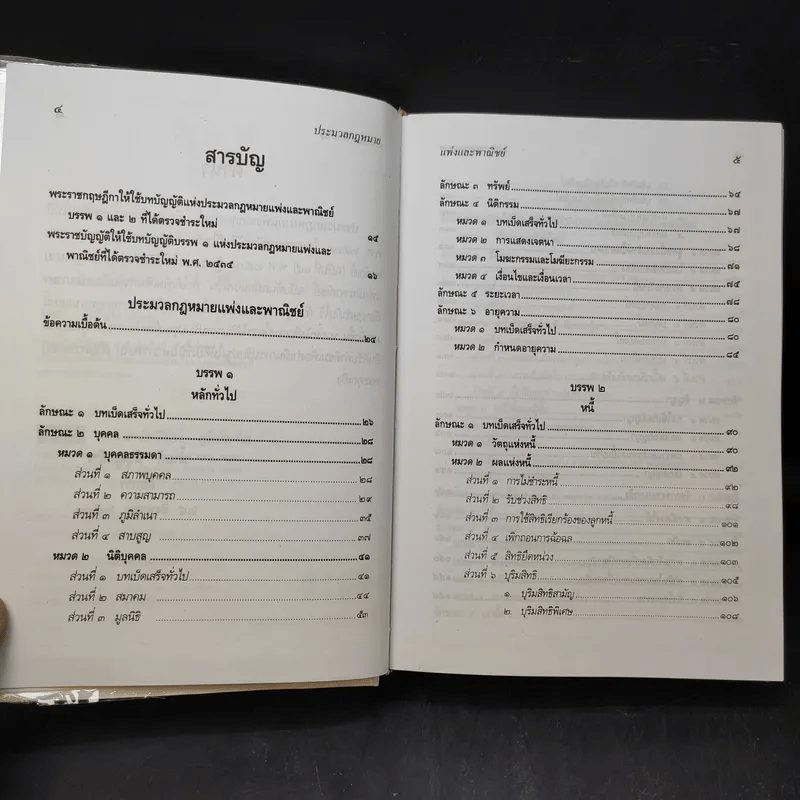 ๔
ประมวลกฎหมาย
สารบัญ
พระราชกฤษฎีกาให้ใช้บทบัญญัติแห่งประมวลกฎหมายแพ่งและพาณิชย์
บรรพ ๑ และ ๒ ที่ได้ตรวจชำระใหม่ ๑๕
พระราชบัญญัติให้ใช้บทบัญญัติบรรพ ๑ แห่งประมวลกฎหมายแพ่งและ
พาณิชย์ที่ได้ตรวจชำระใหม่ พ.ศ. ๒๕๓๕ ๑๖
ประมวลกฎหมายแพ่งและพาณิชย์
ข้อความเบื้อต้น ๒๔
บรรพ ๑
หลักทั่วไป
ลักษณะ ๑ บทเบ็ดเสร็จทั่วไป ๒๖
ลักษณะ ๒ บุคคล ๒๘
หมวด ๑ บุคคลธรรมดา ๒๘
ส่วนที่ ๑ สภาพบุคคล ๒๘
ส่วนที่ ๒ ความสามารถ ๒๙
ส่วนที่ ๓ ภูมิลำเนา ๓๕
ส่วนที่ ๔ สาบสูญ ๓๗
หมวด ๒ นิติบุคคล ๔๑
ส่วนที่ ๑ บทเบ็ดเสร็จทั่วไป ๔๑
ส่วนที่ ๒ สมาคม ๔๔
ส่วนที่ ๓ มูลนิธิ ๕๓
แพ่งและพาณิชย์
๕
ลักษณะ ๓ ทรัพย์ ๖๔
ลักษณะ ๔ นิติกรรม ๖๗
หมวด ๑ บทเบ็ดเสร็จทั่วไป ๖๗
หมวด ๒ การแสดงเจตนา ๖๘
หมวด ๓ โมฆะกรรมและโมฆียะกรรม ๗๑
หมวด ๔ เงื่อนไขและเงื่อนเวลา ๗๕
ลักษณะ ๕ ระยะเวลา ๗๘
ลักษณะ ๖ อายุความ ๘๐
หมวด ๑ บทเบ็ดเสร็จทั่วไป ๘๐
หมวด ๒ กำหนดอายุความ ๘๕
บรรพ ๒
หนี้
ลักษณะ ๑ บทเบ็ดเสร็จทั่วไป ๙๐
หมวด ๑ วัตถุแห่งหนี้ ๙๐
หมวด ๒ ผลแห่งหนี้ ๙๒
ส่วนที่ ๑ การไม่ชำระหนี้ ๙๒
ส่วนที่ ๒ รับช่วงสิทธิ ๙๘
ส่วนที่ ๓ การใช้สิทธิเรียกร้องของลูกหนี้ ๑๐๑
ส่วนที่ ๔ เพิกถอนการฉ้อฉล ๑๐๒
ส่วนที่ ๕ สิทธิยึดหน่วง ๑๐๓
ส่วนที่ ๖ บุริมสิทธิ ๑๐๕
๑. บุริมสิทธิสามัญ ๑๐๖
๒. บุริมสิทธิพิเศษ ๑๐๘